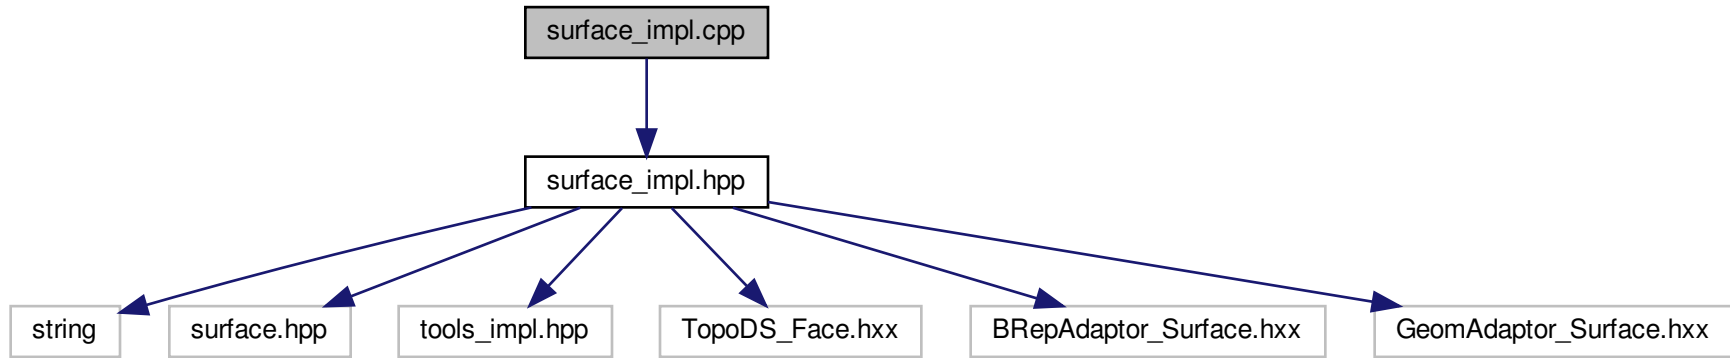 surface_impl.cpp
surface_impl.hpp
string
surface.hpp
tools_impl.hpp
TopoDS_Face.hxx
BRepAdaptor_Surface.hxx
GeomAdaptor_Surface.hxx